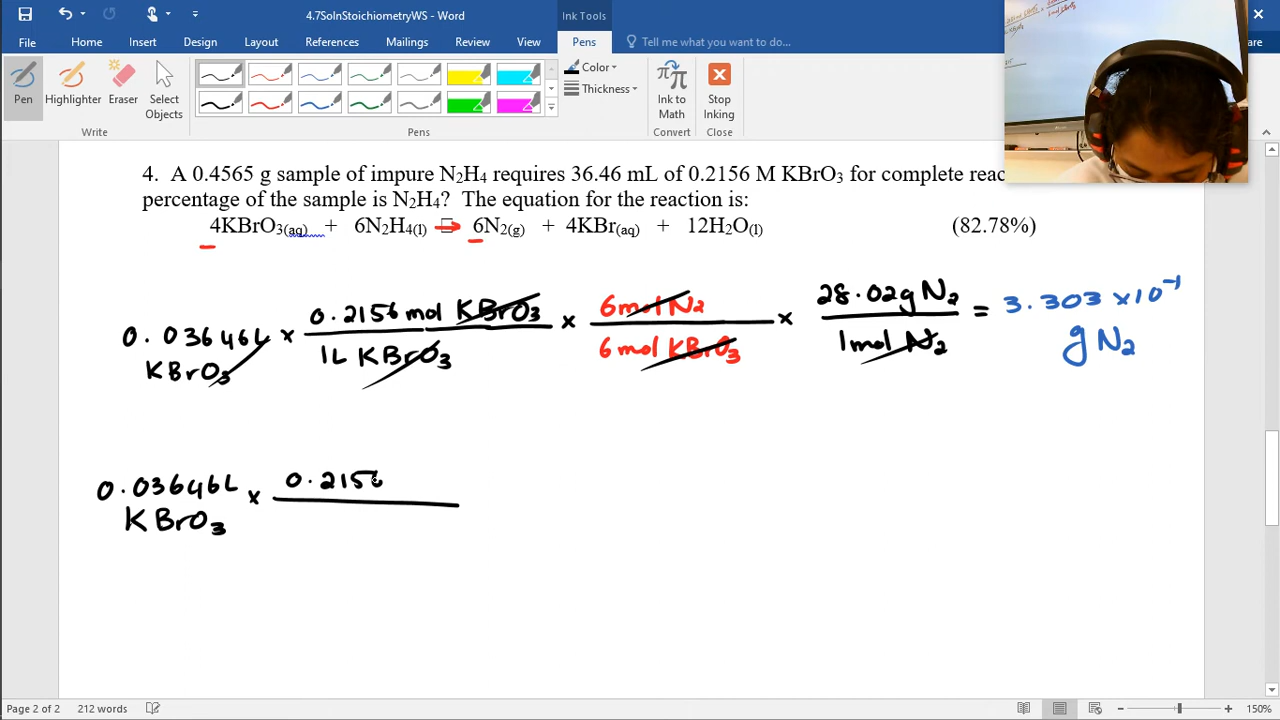 4.7SolnStoichiometryWS - Word
Ink Tools
File Home Insert Design Layout References Mailings Review View Pens Tell me what you want to do...
Pen Highlighter Eraser Select Objects
Color
Thickness
Ink to Math
Stop Inking
Write Pens Convert Close
4. A 0.4565 g sample of impure N2H4 requires 36.46 mL of 0.2156 M KBrO3 for complete reac
percentage of the sample is N2H4? The equation for the reaction is:
4KBrO3(aq) + 6N2H4(l) ⇒ 6N2(g) + 4KBr(aq) + 12H2O(l) (82.78%)
0.03646L KBrO3 × 0.2156 mol KBrO3 / 1L KBrO3 × 6mol N2 / 6 mol KBrO3 × 28.02g N2 / 1mol N2 = 3.303 ×10⁻¹ g N2
0.03646L KBrO3 × 0.2156
Page 2 of 2 212 words 150%